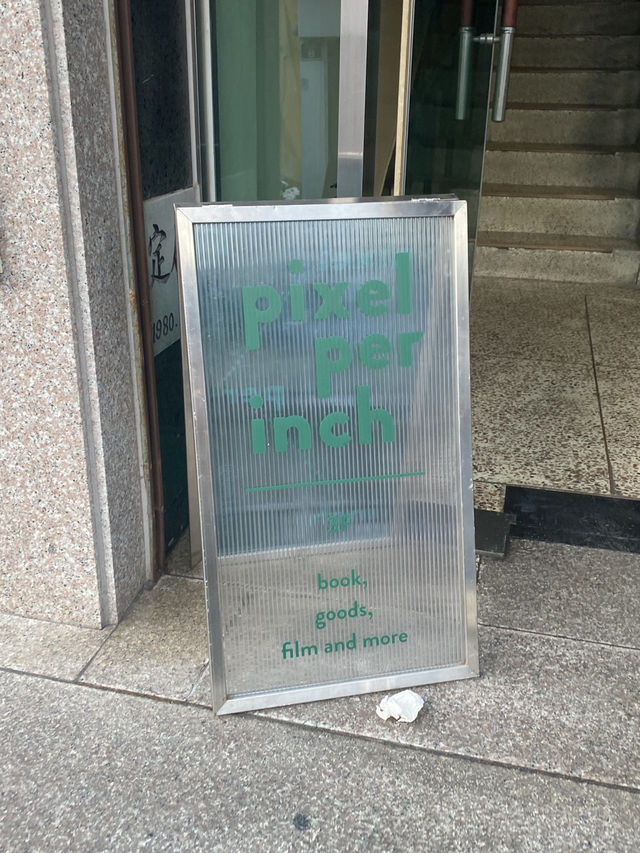 pixel
per
inch
book,
goods,
film and more
定
1980.